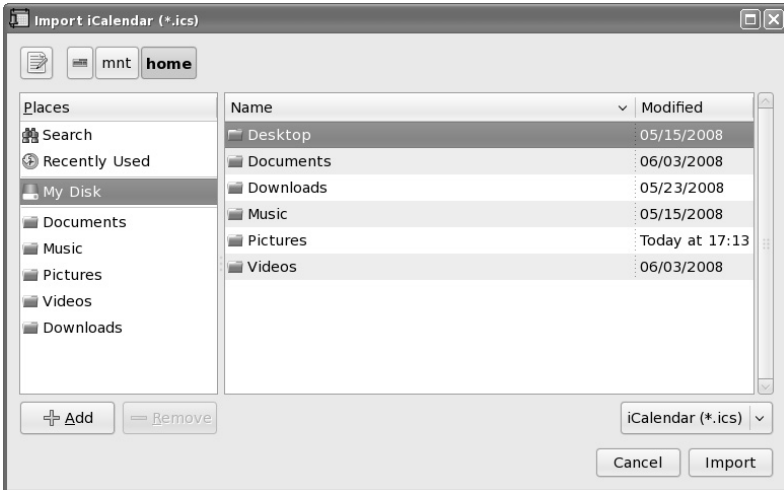 Import iCalendar (*.ics)
mnt home
Places
Search
Recently Used
My Disk
Documents
Music
Pictures
Videos
Downloads
Name Modified
Desktop 05/15/2008
Documents 06/03/2008
Downloads 05/23/2008
Music 05/15/2008
Pictures Today at 17:13
Videos 06/03/2008
Add Remove
iCalendar (*.ics)
Cancel Import